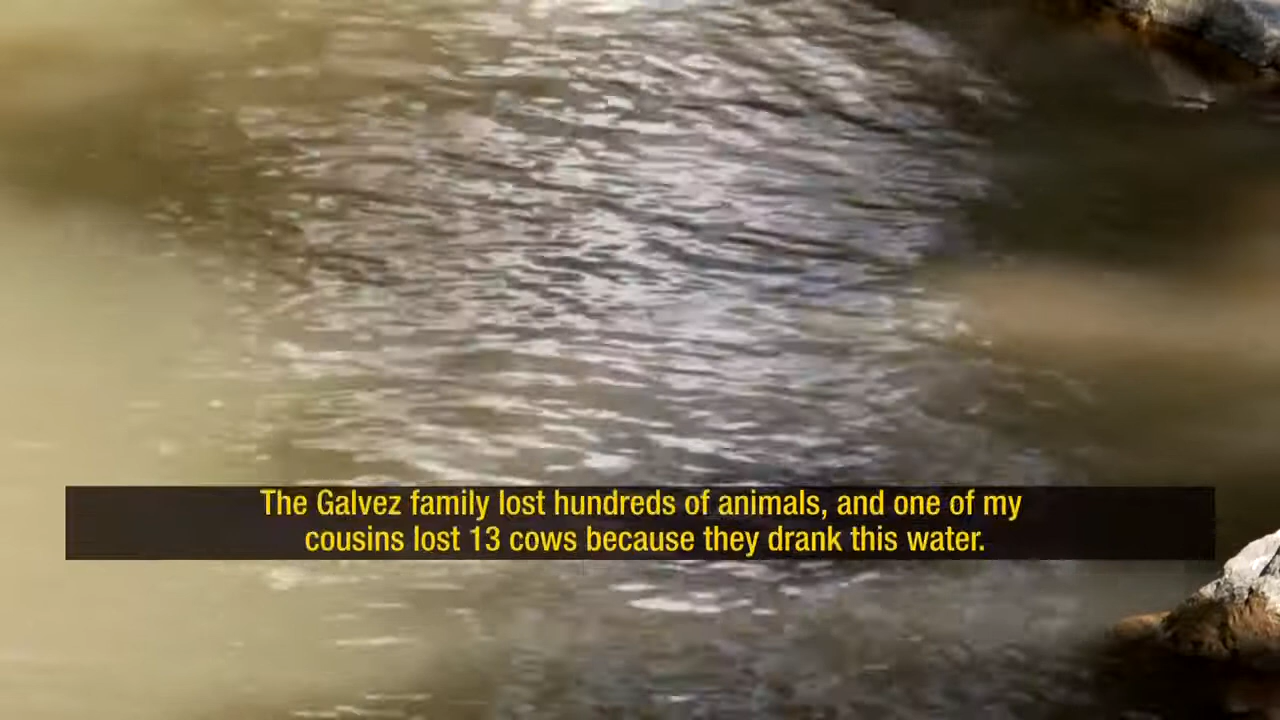 The Galvez family lost hundreds of animals, and one of my
cousins lost 13 cows because they drank this water.